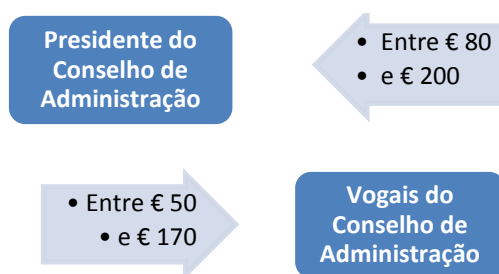 Presidente do
Conselho de
Administração
• Entre € 80
• e € 200
• Entre € 50
• e € 170
Vogais do
Conselho de
Administração